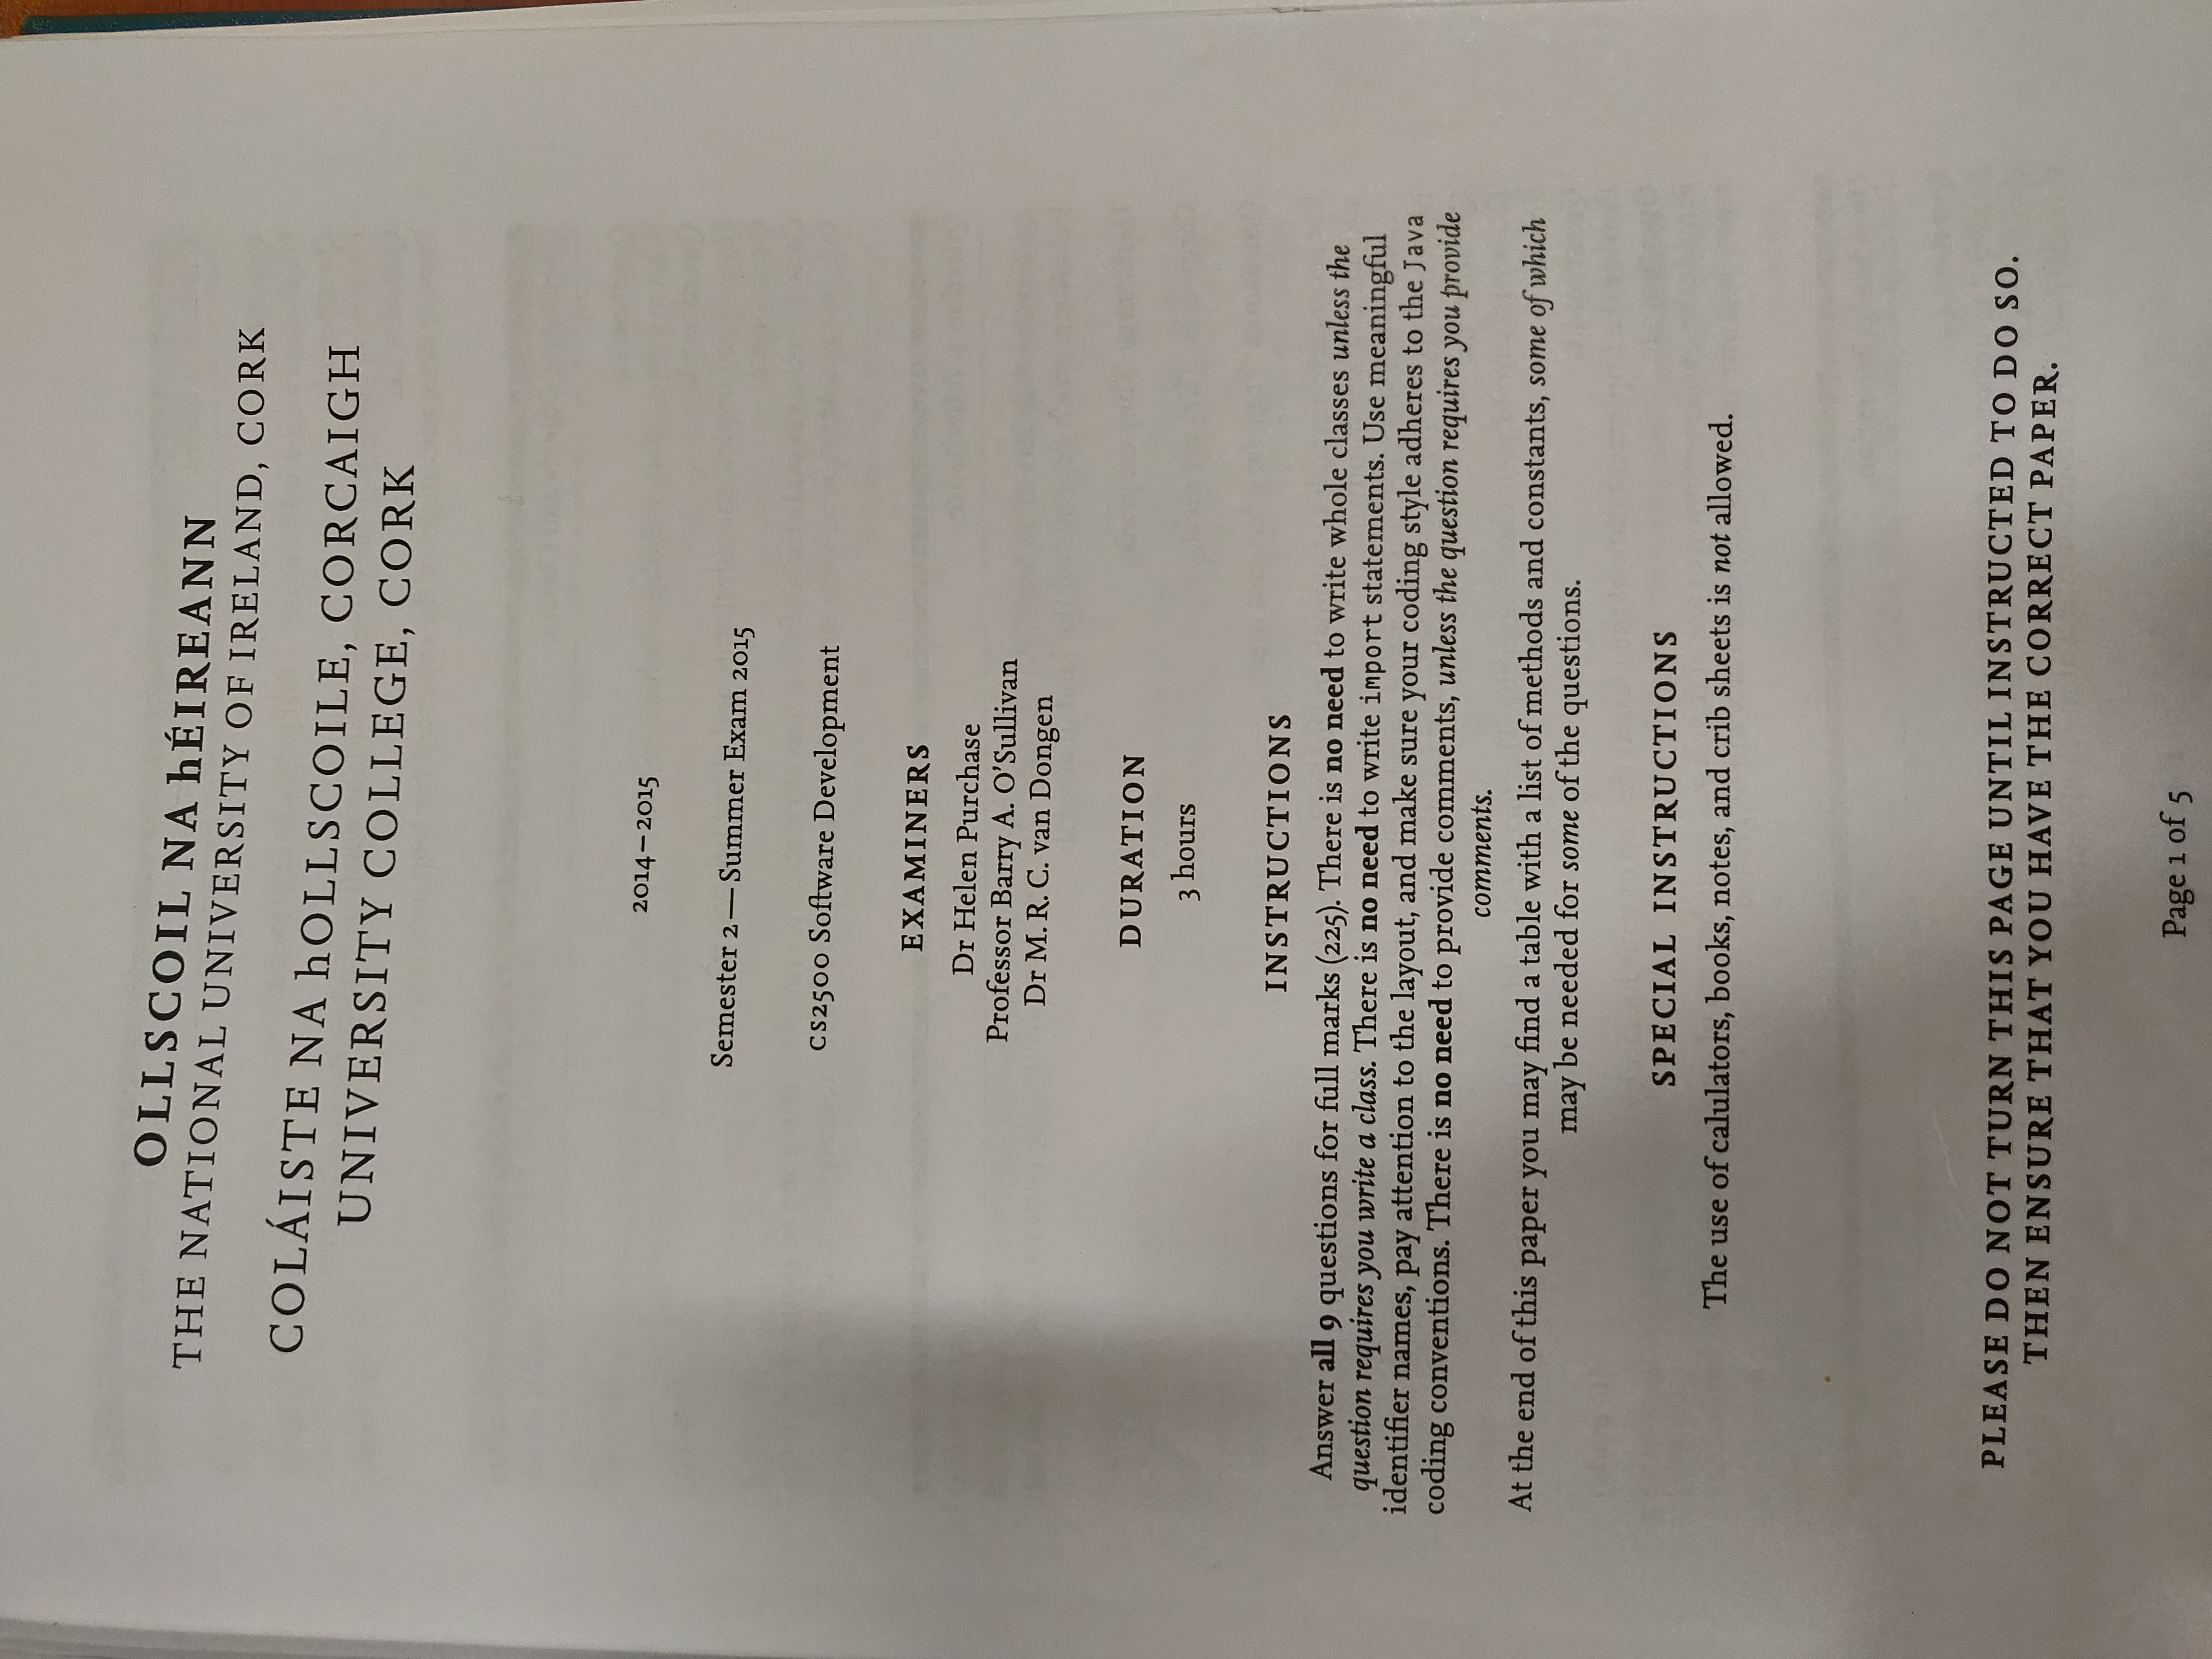 OLLSCOIL NA hÉIREANN
THE NATIONAL UNIVERSITY OF IRELAND, CORK
COLÁISTE NA hOLLSCOILE, CORCAIGH
UNIVERSITY COLLEGE, CORK
2014–2015
Semester 2—Summer Exam 2015
CS2500 Software Development
EXAMINERS
Dr Helen Purchase
Professor Barry A. O'Sullivan
Dr M. R. C. van Dongen
DURATION
3 hours
INSTRUCTIONS
Answer all 9 questions for full marks (225). There is no need to write whole classes unless the
question requires you write a class. There is no need to write import statements. Use meaningful
identifier names, pay attention to the layout, and make sure your coding style adheres to the Java
coding conventions. There is no need to provide comments, unless the question requires you provide
comments.
At the end of this paper you may find a table with a list of methods and constants, some of which
may be needed for some of the questions.
SPECIAL INSTRUCTIONS
The use of calulators, books, notes, and crib sheets is not allowed.
PLEASE DO NOT TURN THIS PAGE UNTIL INSTRUCTED TO DO SO.
THEN ENSURE THAT YOU HAVE THE CORRECT PAPER.
Page 1 of 5